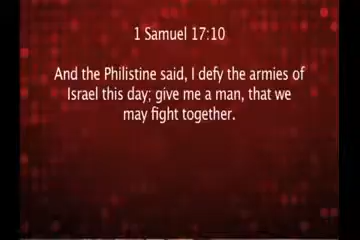 1 Samuel 17:10
And the Philistine said, I defy the armies of
Israel this day; give me a man, that we
may fight together.